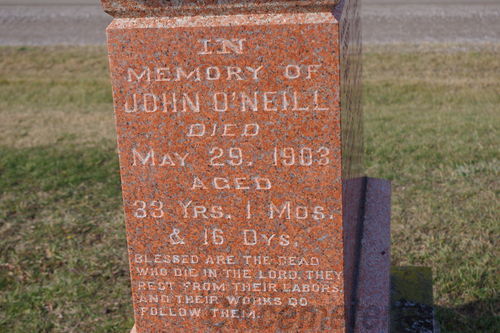 IN
MEMORY OF
JOHN O'NEILL
DIED
MAY 29, 1903
AGED
33 YRS. 1 MOS.
& 16 DYS.
BLESSED ARE THE DEAD
WHO DIE IN THE LORD, THEY
REST FROM THEIR LABORS,
AND THEIR WORKS DO
FOLLOW THEM.